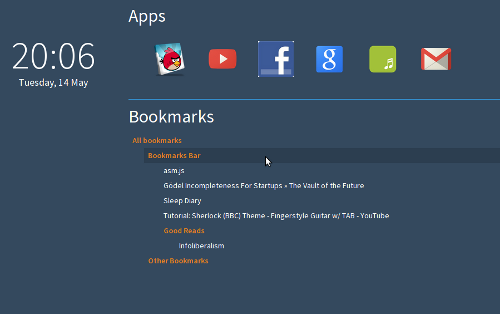 Apps
20:06
Tuesday, 14 May
Bookmarks
All bookmarks
Bookmarks Bar
asm.js
Godel Incompleteness For Startups » The Vault of the Future
Sleep Diary
Tutorial: Sherlock (BBC) Theme - Fingerstyle Guitar w/ TAB - YouTube
Good Reads
Infoliberalism
Other Bookmarks